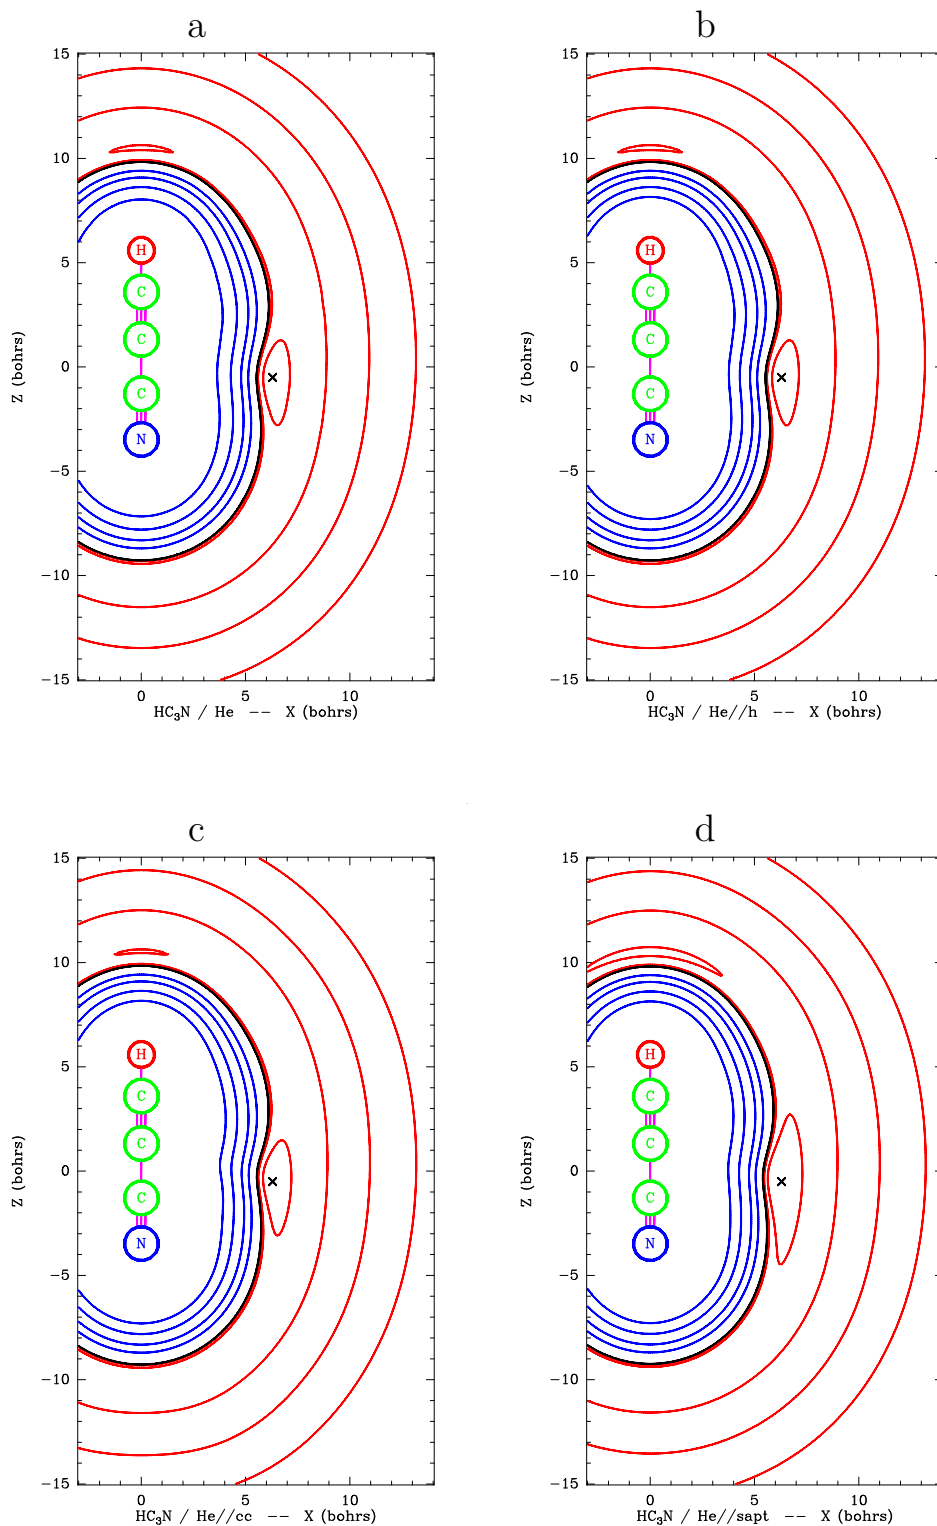 a
15
10
5
0
−5
−10
−15
Z (bohrs)
H
C
C
C
N
0 5 10
HC₃N / He −− X (bohrs)
b
15
10
5
0
−5
−10
−15
Z (bohrs)
H
C
C
C
N
0 5 10
HC₃N / He//h −− X (bohrs)
c
15
10
5
0
−5
−10
−15
Z (bohrs)
H
C
C
C
N
0 5 10
HC₃N / He//cc −− X (bohrs)
d
15
10
5
0
−5
−10
−15
Z (bohrs)
H
C
C
C
N
0 5 10
HC₃N / He//sapt −− X (bohrs)